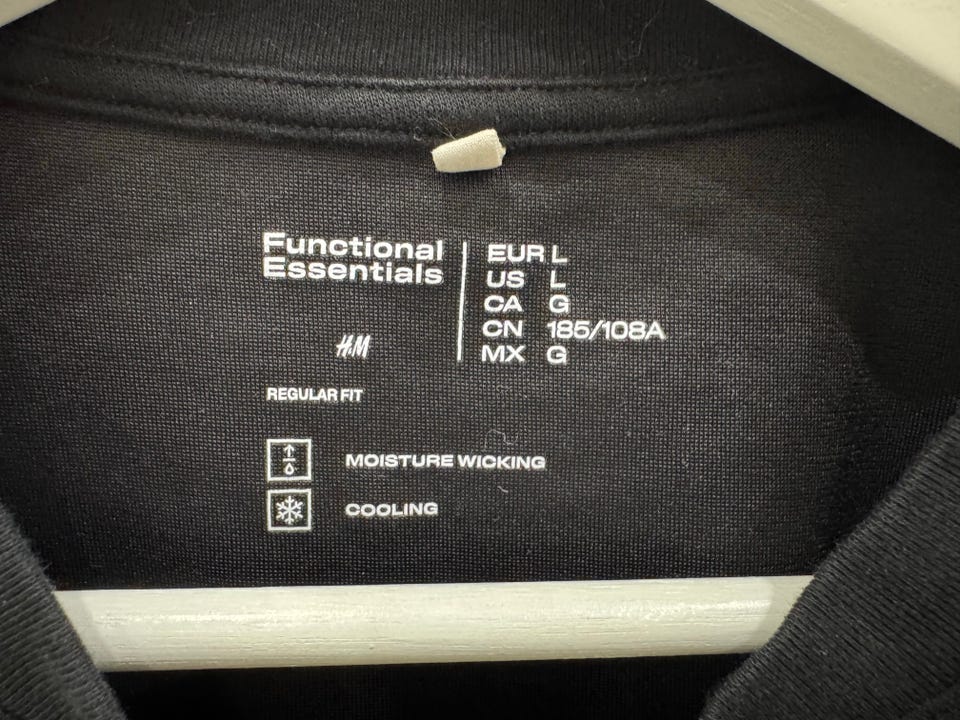 Functional
Essentials
H.M
REGULAR FIT
EUR L
US L
CA G
CN 185/108A
MX G
MOISTURE WICKING
COOLING